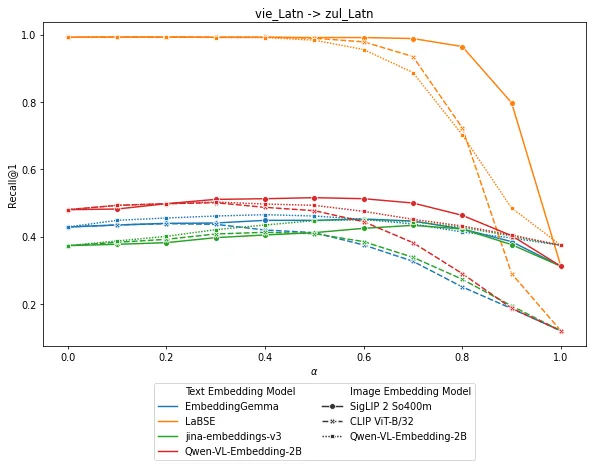 vie_Latn -> zul_Latn
1.0
0.8
0.6
0.4
0.2
Recall@1
0.0 0.2 0.4 0.6 0.8 1.0
α
Text Embedding Model Image Embedding Model
EmbeddingGemma SigLIP 2 So400m
LaBSE CLIP ViT-B/32
jina-embeddings-v3 Qwen-VL-Embedding-2B
Qwen-VL-Embedding-2B